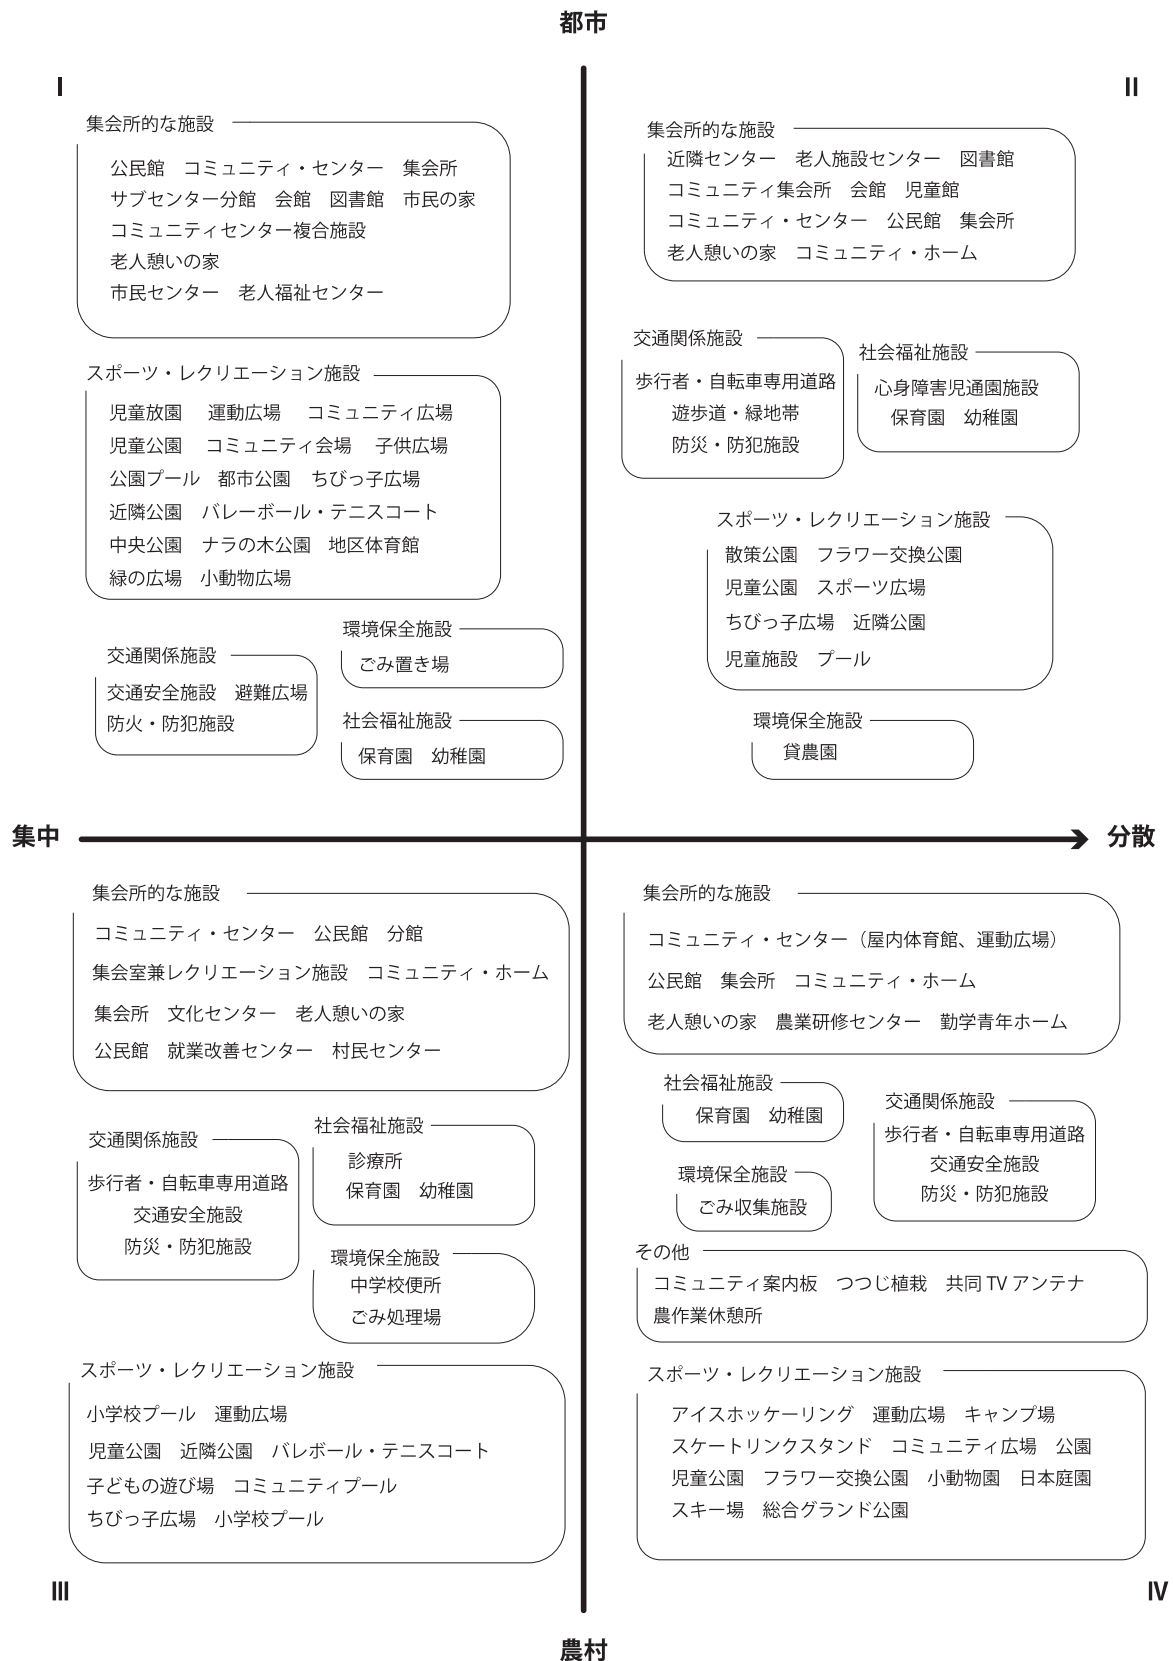 都市
I
集会所的な施設
公民館　コミュニティ・センター　集会所
サブセンター分館　会館　図書館　市民の家
コミュニティセンター複合施設
老人憩いの家
市民センター　老人福祉センター
スポーツ・レクリエーション施設
児童放園　運動広場　コミュニティ広場
児童公園　コミュニティ会場　子供広場
公園プール　都市公園　ちびっ子広場
近隣公園　バレーボール・テニスコート
中央公園　ナラの木公園　地区体育館
緑の広場　小動物広場
交通関係施設
交通安全施設　避難広場
防火・防犯施設
環境保全施設
ごみ置き場
社会福祉施設
保育園　幼稚園
II
集会所的な施設
近隣センター　老人施設センター　図書館
コミュニティ集会所　会館　児童館
コミュニティ・センター　公民館　集会所
老人憩いの家　コミュニティ・ホーム
交通関係施設
歩行者・自転車専用道路
遊歩道・緑地帯
防災・防犯施設
社会福祉施設
心身障害児通園施設
保育園　幼稚園
スポーツ・レクリエーション施設
散策公園　フラワー交換公園
児童公園　スポーツ広場
ちびっ子広場　近隣公園
児童施設　プール
環境保全施設
貸農園
集中
分散
集会所的な施設
コミュニティ・センター　公民館　分館
集会室兼レクリエーション施設　コミュニティ・ホーム
集会所　文化センター　老人憩いの家
公民館　就業改善センター　村民センター
交通関係施設
歩行者・自転車専用道路
交通安全施設
防災・防犯施設
社会福祉施設
診療所
保育園　幼稚園
環境保全施設
中学校便所
ごみ処理場
スポーツ・レクリエーション施設
小学校プール　運動広場
児童公園　近隣公園　バレボール・テニスコート
子どもの遊び場　コミュニティプール
ちびっ子広場　小学校プール
III
集会所的な施設
コミュニティ・センター（屋内体育館、運動広場）
公民館　集会所　コミュニティ・ホーム
老人憩いの家　農業研修センター　勤学青年ホーム
社会福祉施設
保育園　幼稚園
交通関係施設
歩行者・自転車専用道路
交通安全施設
防災・防犯施設
環境保全施設
ごみ収集施設
その他
コミュニティ案内板　つつじ植栽　共同 TV アンテナ
農作業休憩所
スポーツ・レクリエーション施設
アイスホッケーリング　運動広場　キャンプ場
スケートリンクスタンド　コミュニティ広場　公園
児童公園　フラワー交換公園　小動物園　日本庭園
スキー場　総合グランド公園
IV
農村